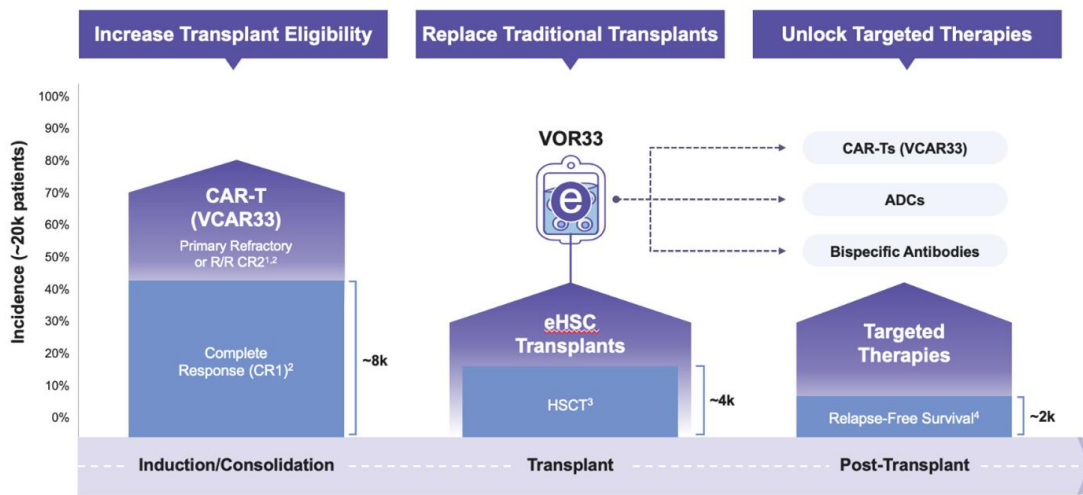 Increase Transplant Eligibility
Replace Traditional Transplants
Unlock Targeted Therapies
Incidence (~20k patients)
100%
90%
80%
70%
60%
50%
40%
30%
20%
10%
0%
CAR-T
(VCAR33)
Primary Refractory
or R/R CR2¹,²
Complete
Response (CR1)²
~8k
VOR33
e
eHSC
Transplants
HSCT³
~4k
CAR-Ts (VCAR33)
ADCs
Bispecific Antibodies
Targeted
Therapies
Relapse-Free Survival⁴
~2k
Induction/Consolidation
Transplant
Post-Transplant